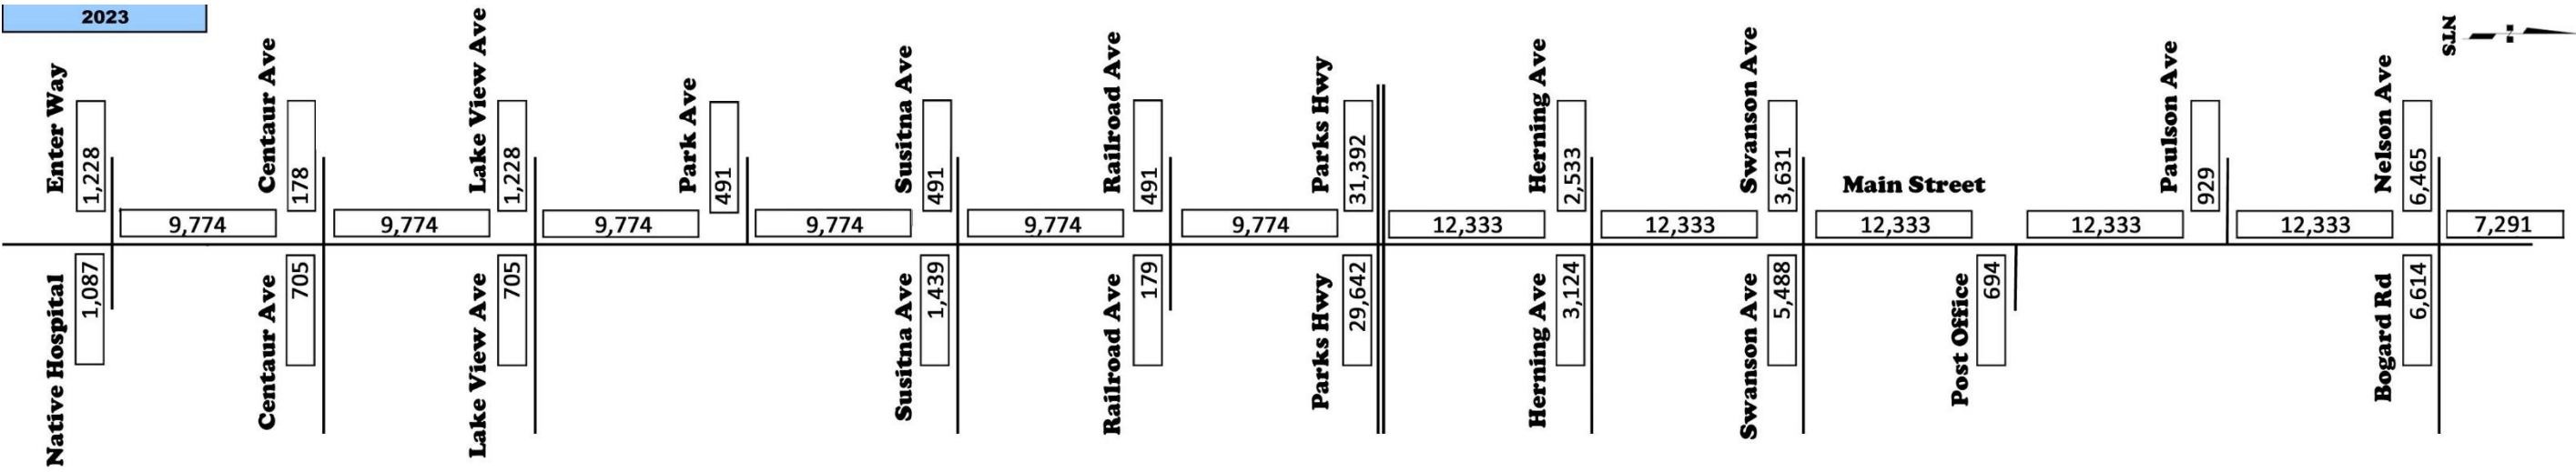 2023
Enter Way
1,228
Centaur Ave
178
Lake View Ave
1,228
Park Ave
491
Susitna Ave
491
Railroad Ave
491
Parks Hwy
31,392
Herning Ave
2,533
Swanson Ave
3,631
Main Street
Paulson Ave
929
Nelson Ave
6,465
NTS
9,774
9,774
9,774
9,774
9,774
9,774
12,333
12,333
12,333
12,333
12,333
7,291
Native Hospital
1,087
Centaur Ave
705
Lake View Ave
705
Susitna Ave
1,439
Railroad Ave
179
Parks Hwy
29,642
Herning Ave
3,124
Swanson Ave
5,488
Post Office
694
Bogard Rd
6,614